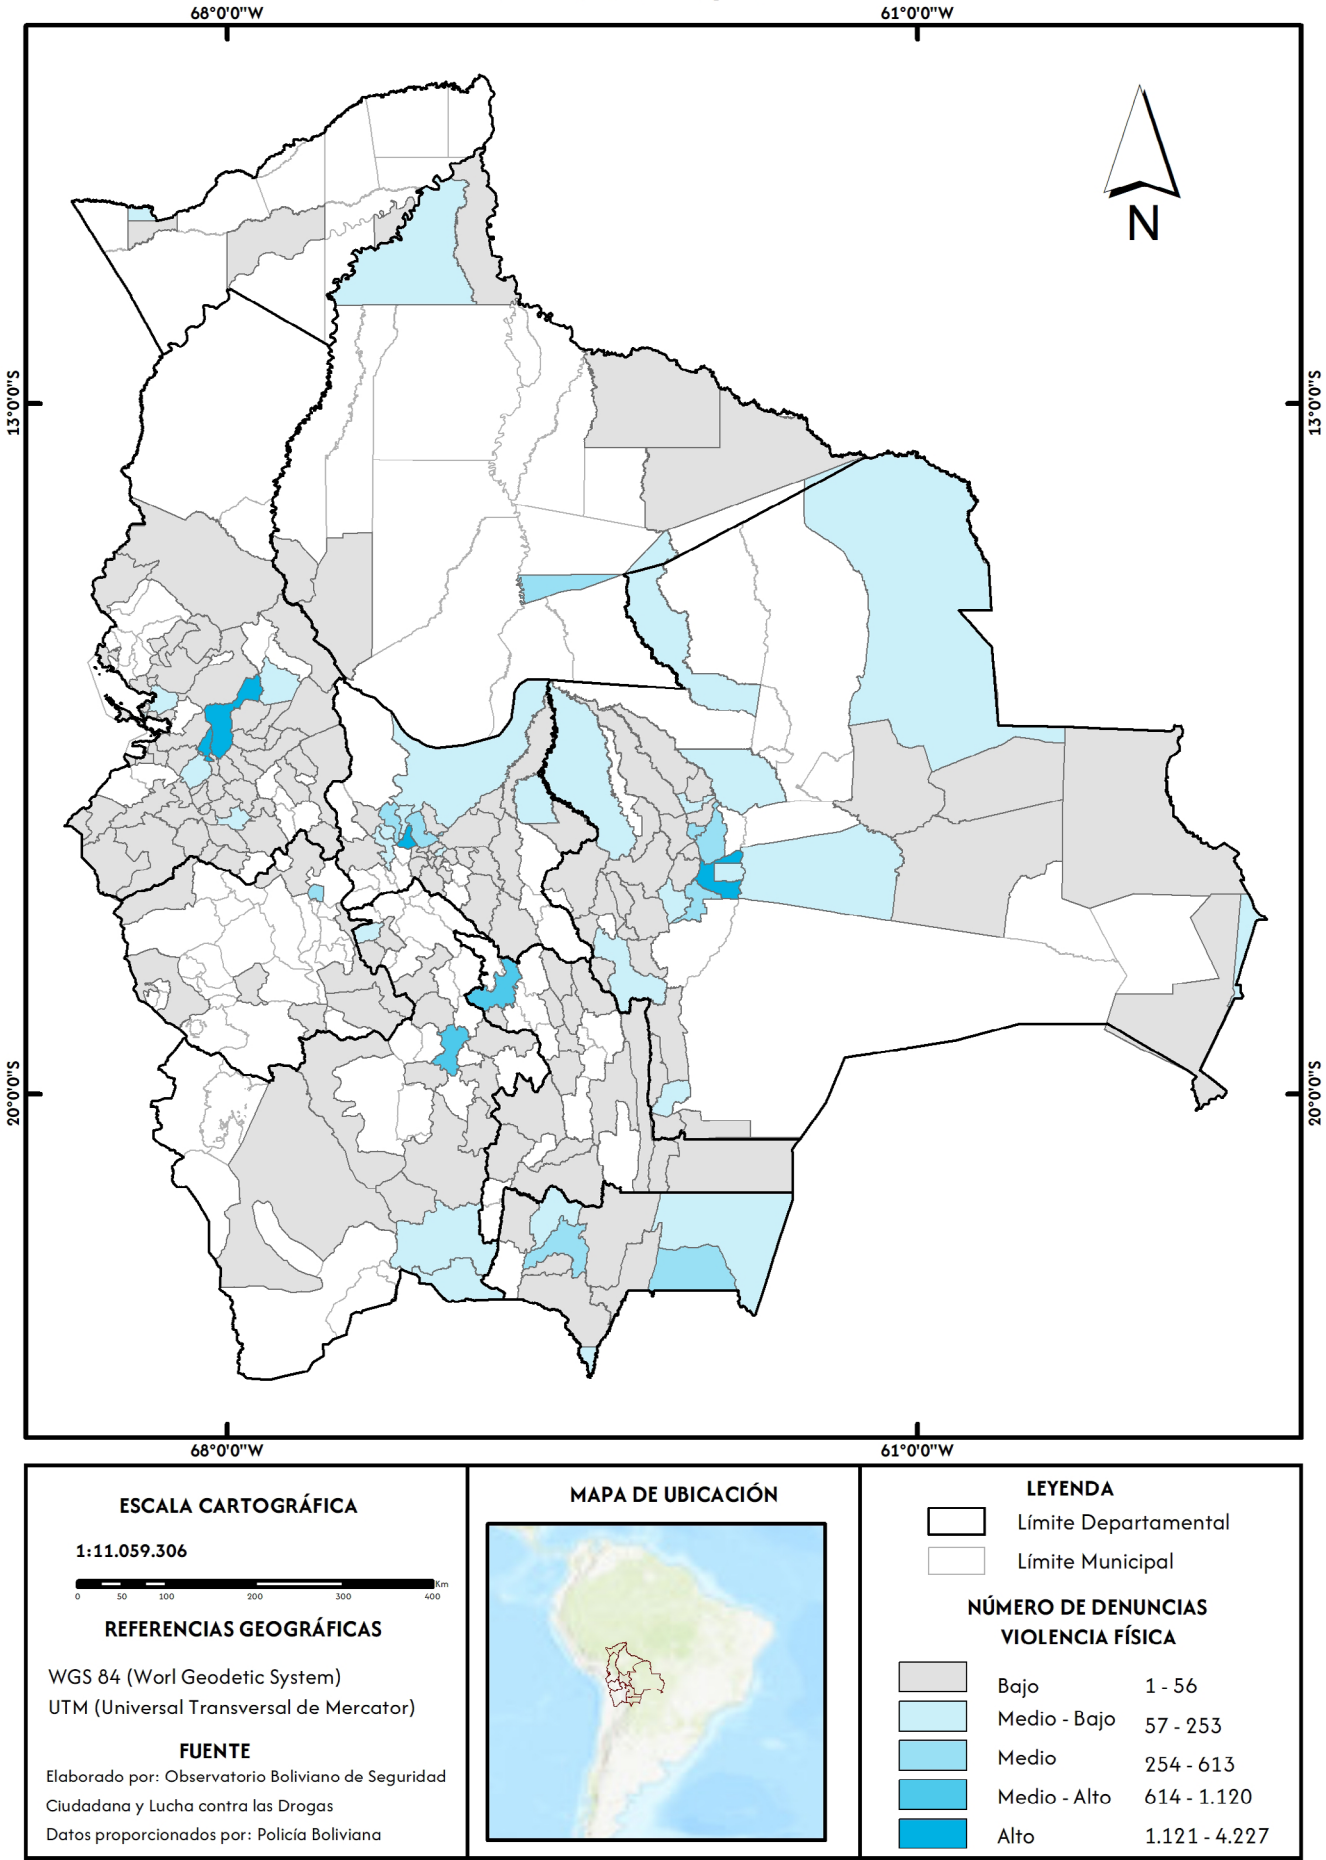 68°0'0"W
61°0'0"W
N
13°0'0"S
13°0'0"S
20°0'0"S
20°0'0"S
68°0'0"W
61°0'0"W
ESCALA CARTOGRÁFICA
1:11.059.306
Km
0 50 100 200 300 400
REFERENCIAS GEOGRÁFICAS
WGS 84 (Worl Geodetic System)
UTM (Universal Transversal de Mercator)
FUENTE
Elaborado por: Observatorio Boliviano de Seguridad
Ciudadana y Lucha contra las Drogas
Datos proporcionados por: Policía Boliviana
MAPA DE UBICACIÓN
LEYENDA
Límite Departamental
Límite Municipal
NÚMERO DE DENUNCIAS
VIOLENCIA FÍSICA
Bajo 1 - 56
Medio - Bajo 57 - 253
Medio 254 - 613
Medio - Alto 614 - 1.120
Alto 1.121 - 4.227